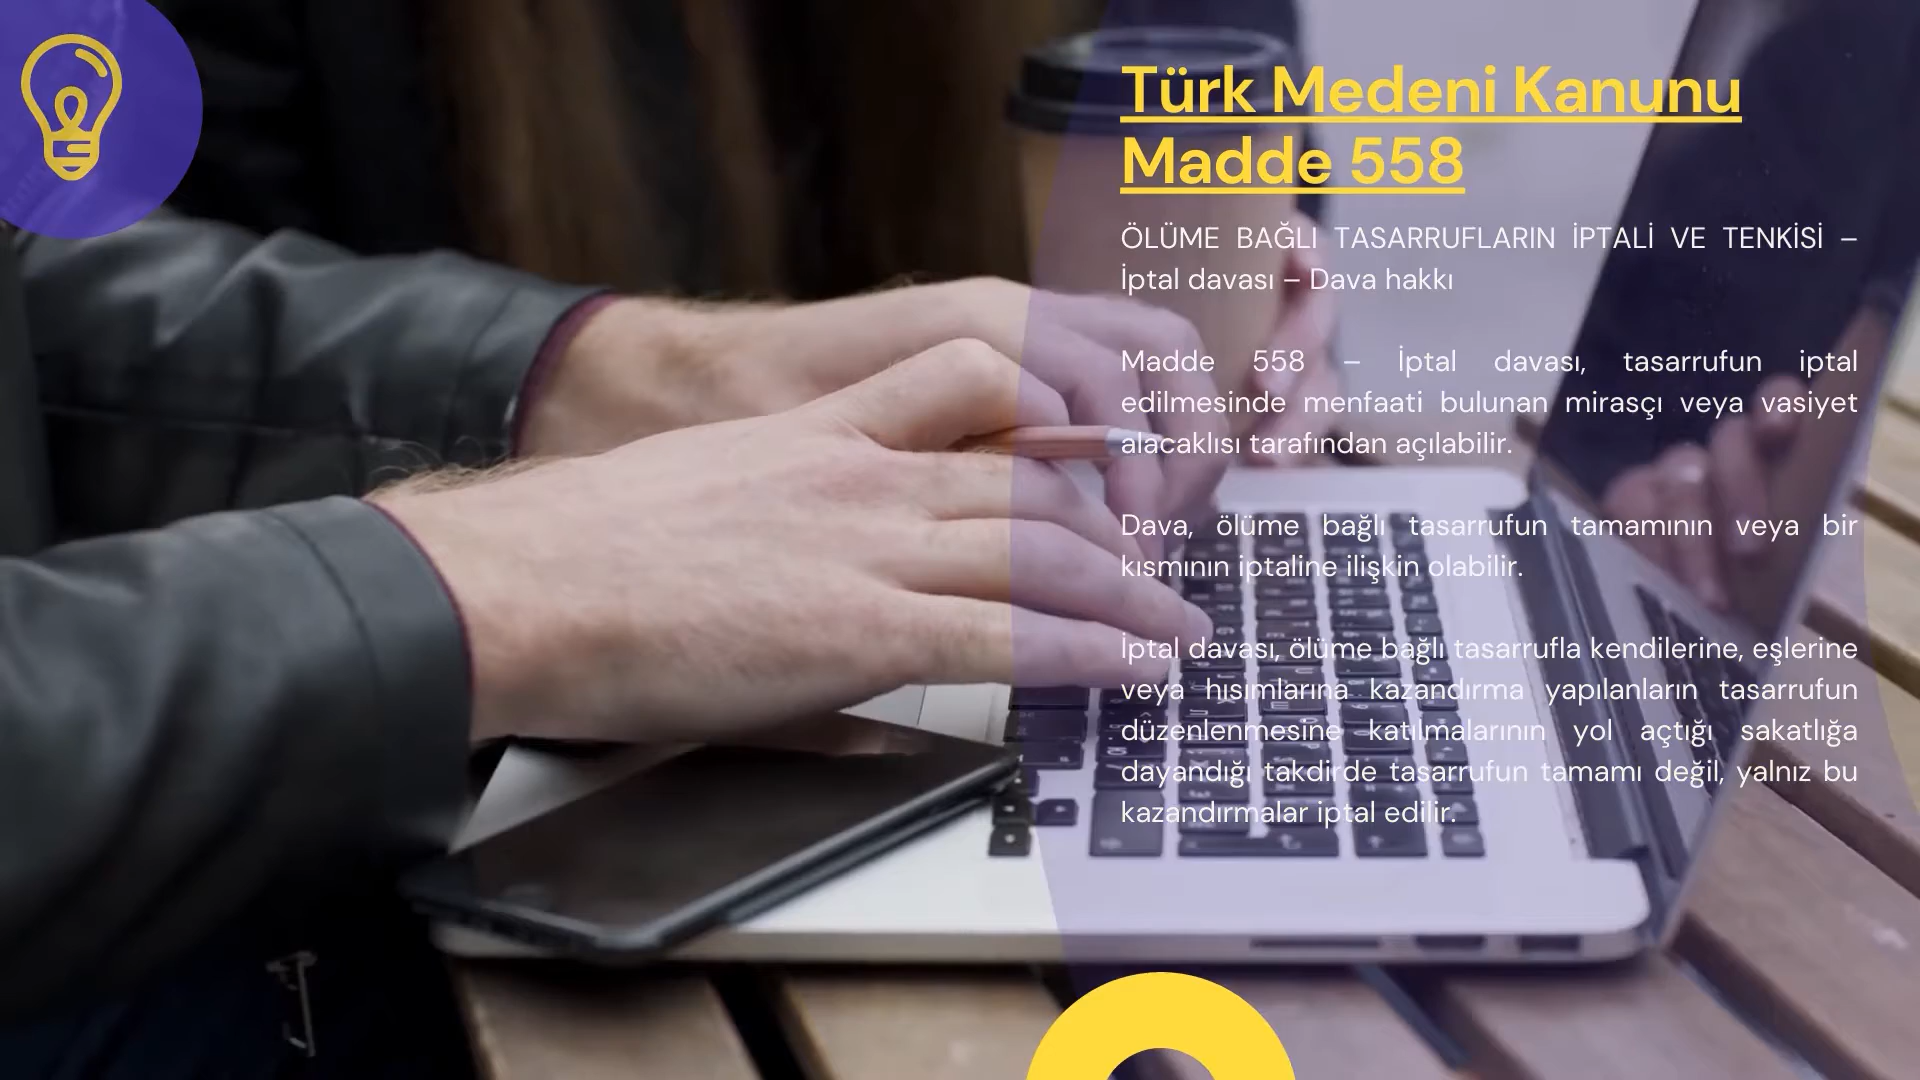 Türk Medeni Kanunu
Madde 558
ÖLÜME BAĞLI TASARRUFLARIN İPTALİ VE TENKİSİ –
İptal davası – Dava hakkı
Madde 558 – İptal davası, tasarrufun iptal
edilmesinde menfaati bulunan mirasçı veya vasiyet
alacaklısı tarafından açılabilir.
Dava, ölüme bağlı tasarrufun tamamının veya bir
kısmının iptaline ilişkin olabilir.
İptal davası, ölüme bağlı tasarrufla kendilerine, eşlerine
veya hısımlarına kazandırma yapılanların tasarrufun
düzenlenmesine katılmalarının yol açtığı sakatlığa
dayandığı takdirde tasarrufun tamamı değil, yalnız bu
kazandırmalar iptal edilir.